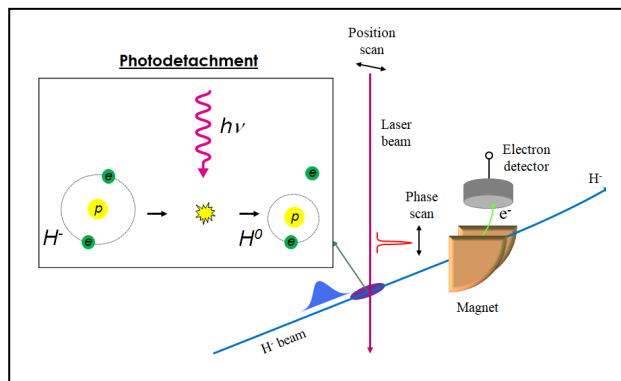 Photodetachment
hν
e
p
e
H-
e
p
e
H0
Position
scan
Laser
beam
Electron
detector
H-
Phase
scan
e-
Magnet
H- beam